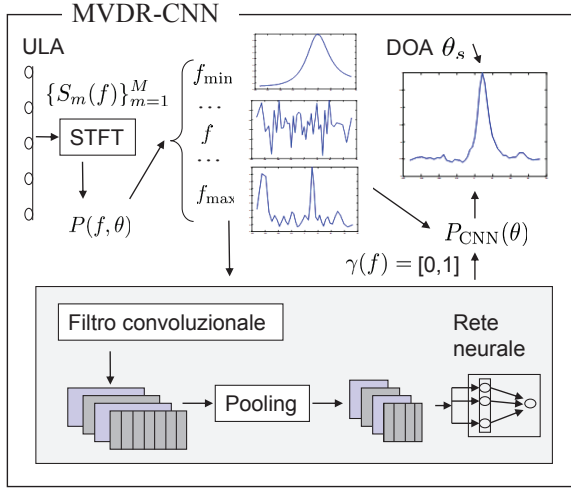 MVDR-CNN
ULA
DOA θ_s
{S_m(f)}_{m=1}^M
STFT
P(f, θ)
f_min
...
f
...
f_max
P_CNN(θ)
γ(f) = [0,1]
Filtro convoluzionale
Rete
neurale
Pooling